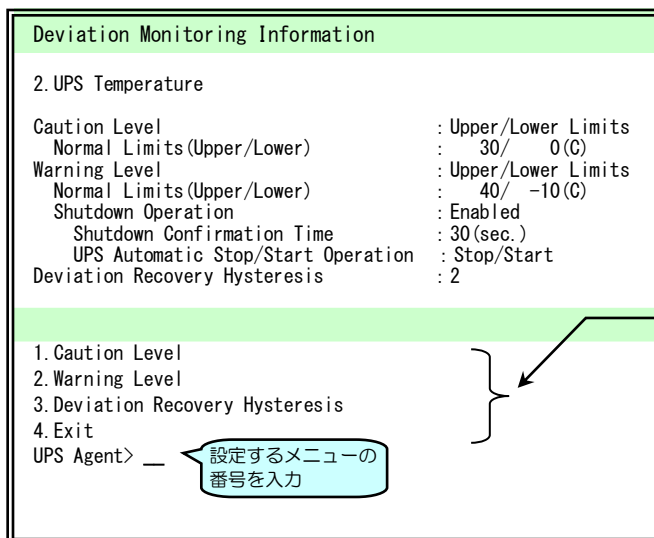 Deviation Monitoring Information
2.UPS Temperature
Caution Level : Upper/Lower Limits
Normal Limits(Upper/Lower) : 30/ 0(C)
Warning Level : Upper/Lower Limits
Normal Limits(Upper/Lower) : 40/ -10(C)
Shutdown Operation : Enabled
Shutdown Confirmation Time : 30(sec.)
UPS Automatic Stop/Start Operation : Stop/Start
Deviation Recovery Hysteresis : 2
1.Caution Level
2.Warning Level
3.Deviation Recovery Hysteresis
4.Exit
UPS Agent> __
設定するメニューの
番号を入力